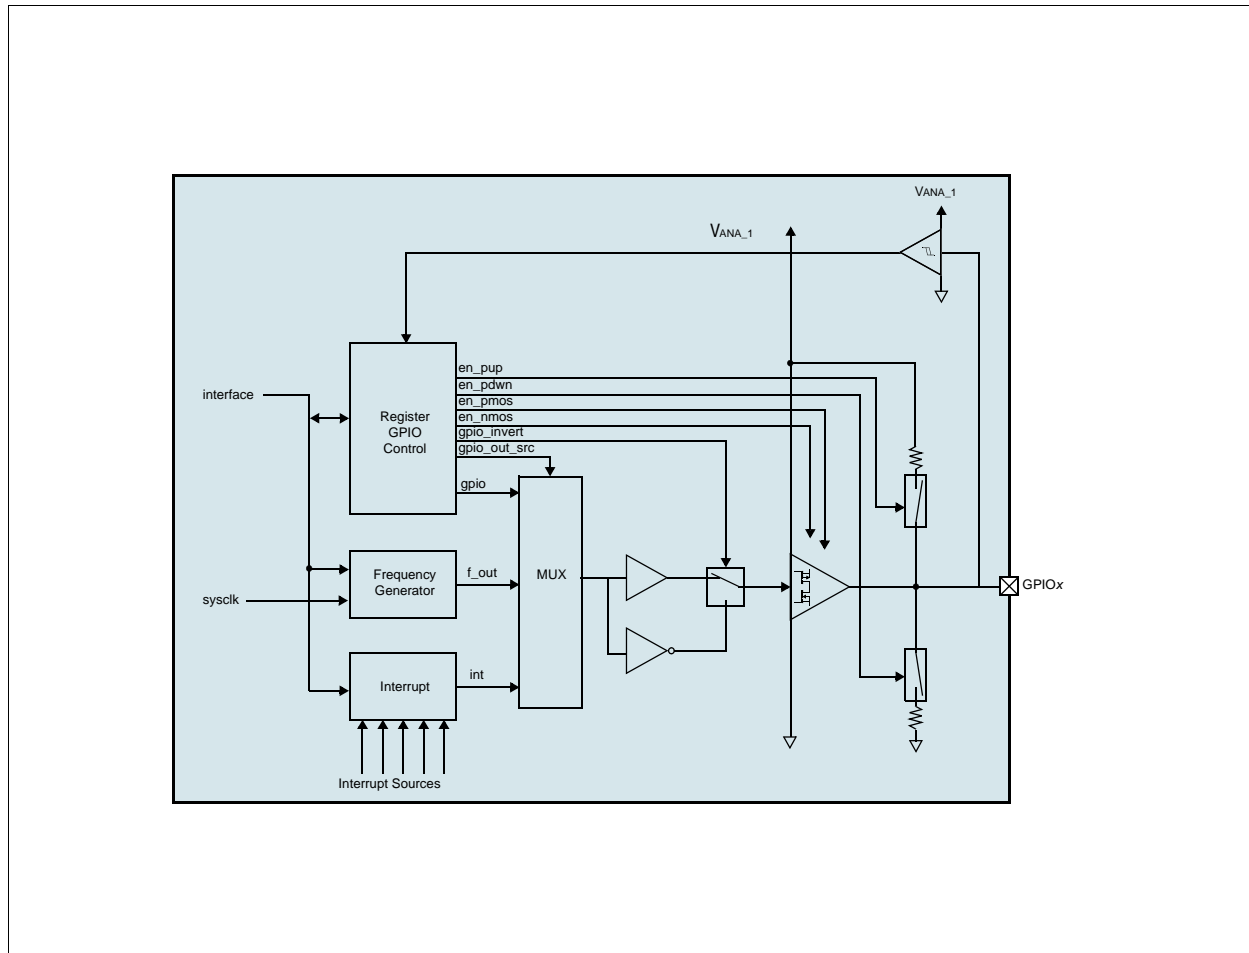 VANA_1
VANA_1
en_pup
en_pdwn
interface
en_pmos
Register
GPIO
Control
en_nmos
gpio_invert
gpio_out_src
gpio
Frequency
Generator
f_out
MUX
GPIOx
sysclk
Interrupt
int
Interrupt Sources